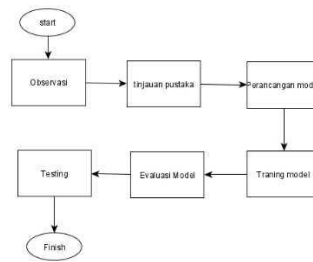 start
Observasi
tinjauan pustaka
Perancangan mod
Traning model
Evaluasi Model
Testing
Finish